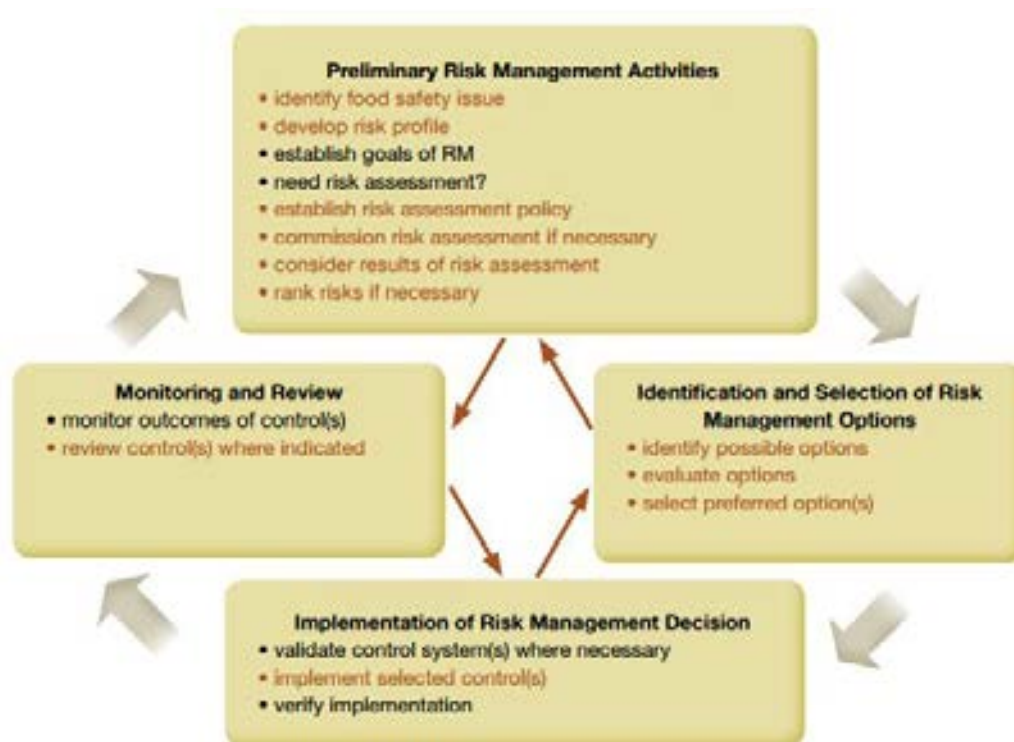 Preliminary Risk Management Activities
• identify food safety issue
• develop risk profile
• establish goals of RM
• need risk assessment?
• establish risk assessment policy
• commission risk assessment if necessary
• consider results of risk assessment
• rank risks if necessary
Monitoring and Review
• monitor outcomes of control(s)
• review control(s) where indicated
Identification and Selection of Risk
Management Options
• identify possible options
• evaluate options
• select preferred option(s)
Implementation of Risk Management Decision
• validate control system(s) where necessary
• implement selected control(s)
• verify implementation